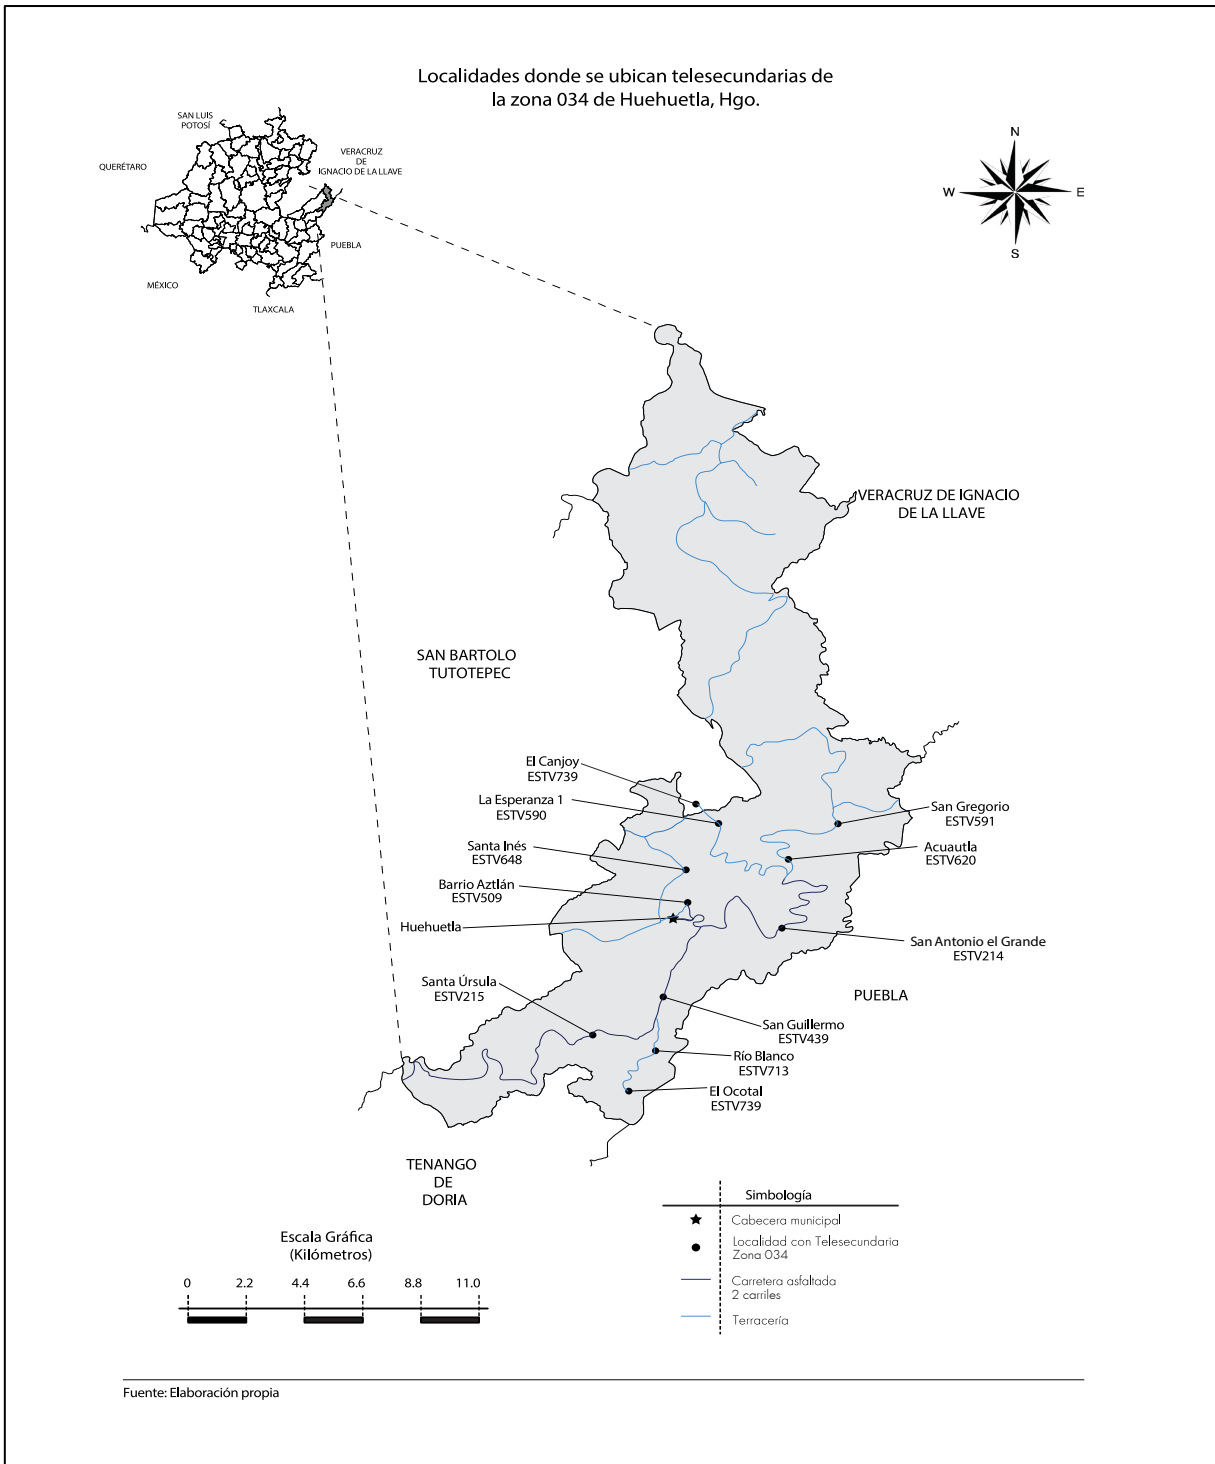 Localidades donde se ubican telesecundarias de
la zona 034 de Huehuetla, Hgo.
SAN LUIS
POTOSÍ
VERACRUZ
DE
IGNACIO DE LA LLAVE
QUERÉTARO
PUEBLA
MÉXICO
TLAXCALA
N
W
E
S
VERACRUZ DE IGNACIO
DE LA LLAVE
SAN BARTOLO
TUTOTEPEC
El Canjoy
ESTV739
La Esperanza 1
ESTV590
San Gregorio
ESTV591
Santa Inés
ESTV648
Acuautla
ESTV620
Barrio Aztlán
ESTV509
Huehuetla
San Antonio el Grande
ESTV214
Santa Úrsula
ESTV215
PUEBLA
San Guillermo
ESTV439
Río Blanco
ESTV713
El Ocotal
ESTV739
TENANGO
DE
DORIA
Simbología
Cabecera municipal
Localidad con Telesecundaria
Zona 034
Carretera asfaltada
2 carriles
Terracería
Escala Gráfica
(Kilómetros)
0 2.2 4.4 6.6 8.8 11.0
Fuente: Elaboración propia